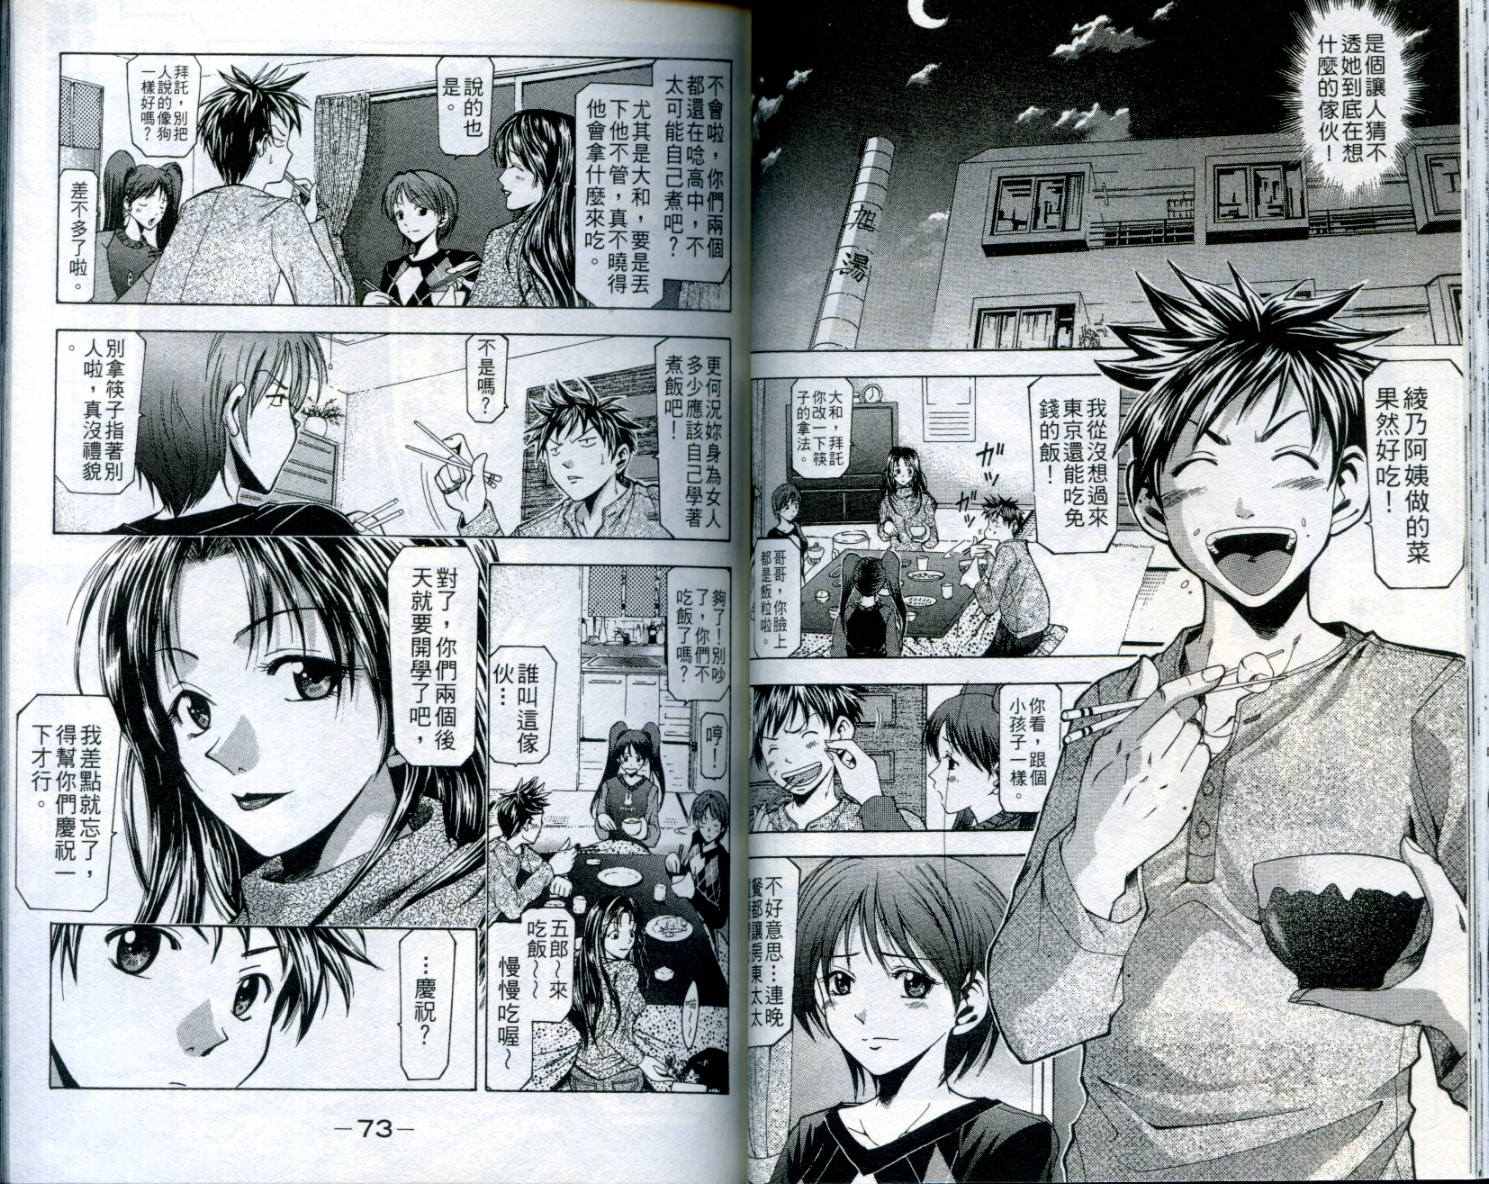 是個讓人猜不
透她到底在想
什麼的傢伙！
旭湯
綾乃阿姨做的菜
果然好吃！
我從沒想過來
東京還能吃免
錢的飯！
大和，拜託
你改一下筷
子的拿法。
ガツ
ガツ
哥哥，你臉上
都是飯粒啦。
你看，跟個
小孩子一樣。
不好意思…連晚
餐都讓房東太太
不會啦，你們兩個
都還在唸高中，不
太可能自己煮吧？
尤其是大和，要是丟
下他不管，真不曉得
他會拿什麼來吃。
說的也
是。
拜託，別把
人說的像狗
一樣好嗎？
差不多了啦。
更何況妳身為女人
多少應該自己學著
煮飯吧！
不是嗎？
別拿筷子指著別
人啦，真沒禮貌
。
夠了！別吵
了，你們不
吃飯了嗎？
哼！
誰叫這傢
伙…
五郎～來
吃飯～～
慢慢吃喔～
對了，你們兩個後
天就要開學了吧，
我差點就忘了，
得幫你們慶祝一
下才行。
…慶祝？
－73－